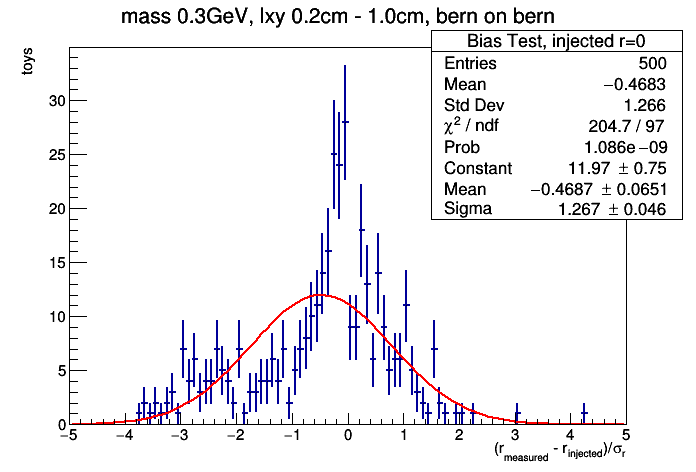 mass 0.3GeV, lxy 0.2cm - 1.0cm, bern on bern
toys
Bias Test, injected r=0
Entries 500
Mean −0.4683
Std Dev 1.266
χ² / ndf 204.7 / 97
Prob 1.086e−09
Constant 11.97 ± 0.75
Mean −0.4687 ± 0.0651
Sigma 1.267 ± 0.046
30
25
20
15
10
5
0
−5 −4 −3 −2 −1 0 1 2 3 4 5
(r_measured - r_injected)/σ_r